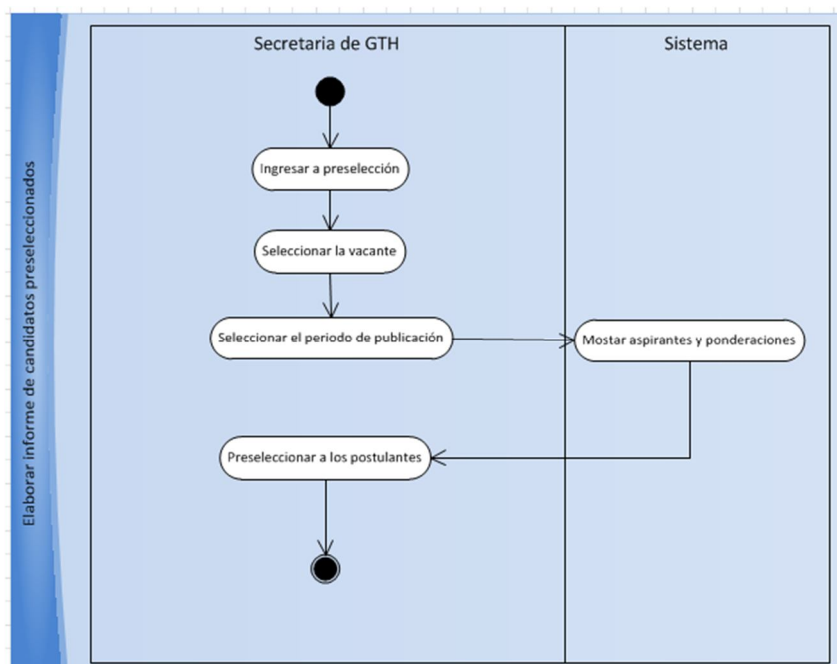 Elaborar informe de candidatos preseleccionados
Secretaria de GTH
Sistema
Ingresar a preselección
Seleccionar la vacante
Seleccionar el periodo de publicación
Mostar aspirantes y ponderaciones
Preseleccionar a los postulantes